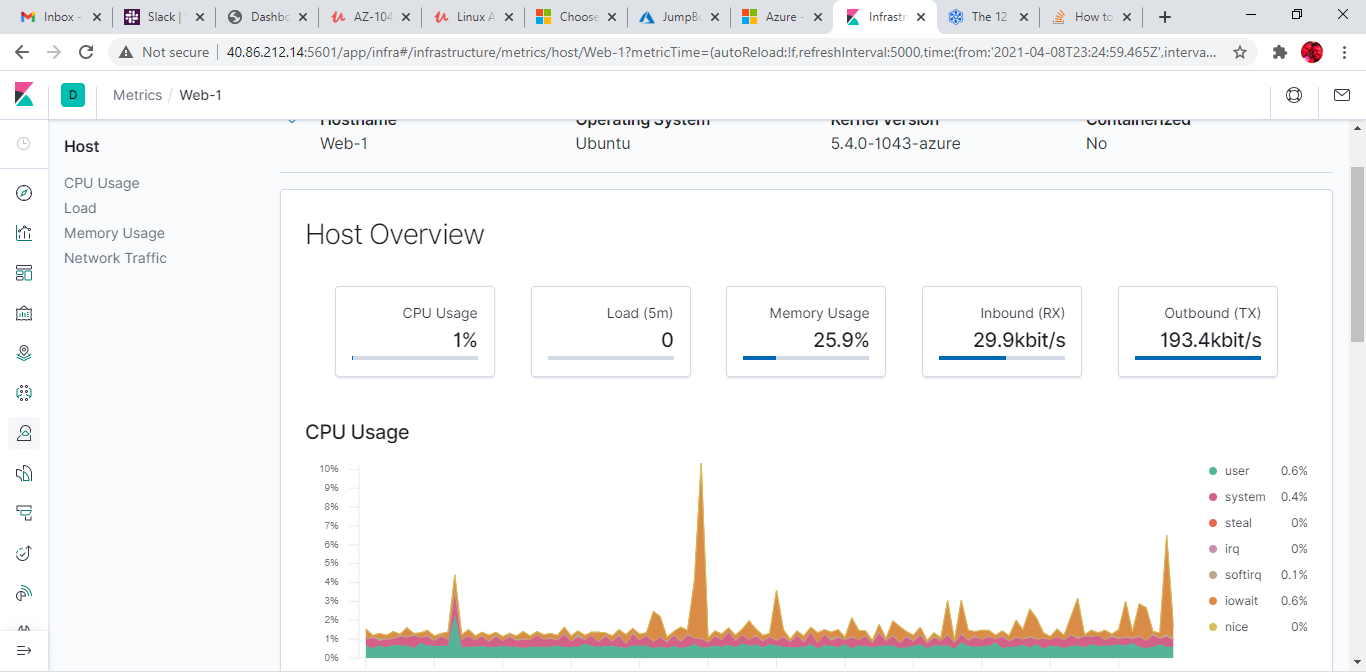 Inbox -
Slack |
Dashbo
AZ-104
Linux A
Choose
JumpBo
Azure -
Infrastr
The 12
How to
Not secure
40.86.212.14:5601/app/infra#/infrastructure/metrics/host/Web-1?metricTime=(autoReload:!f,refreshInterval:5000,time:(from:'2021-04-08T23:24:59.465Z',interva...
D
Metrics / Web-1
Host
CPU Usage
Load
Memory Usage
Network Traffic
Hostname Operating System Kernel Version Containerized
Web-1 Ubuntu 5.4.0-1043-azure No
Host Overview
CPU Usage
1%
Load (5m)
0
Memory Usage
25.9%
Inbound (RX)
29.9kbit/s
Outbound (TX)
193.4kbit/s
CPU Usage
10%
9%
8%
7%
6%
5%
4%
3%
2%
1%
0%
user 0.6%
system 0.4%
steal 0%
irq 0%
softirq 0.1%
iowait 0.6%
nice 0%